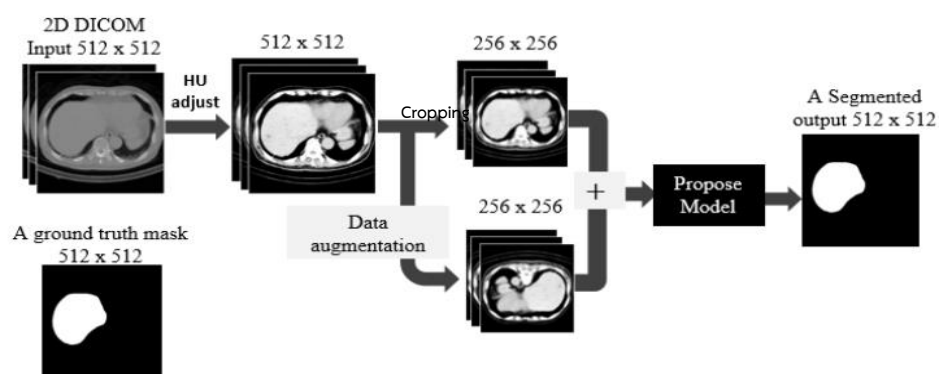 2D DICOM
Input 512 x 512
HU
adjust
512 x 512
Cropping
256 x 256
Data
augmentation
256 x 256
+
Propose
Model
A Segmented
output 512 x 512
A ground truth mask
512 x 512